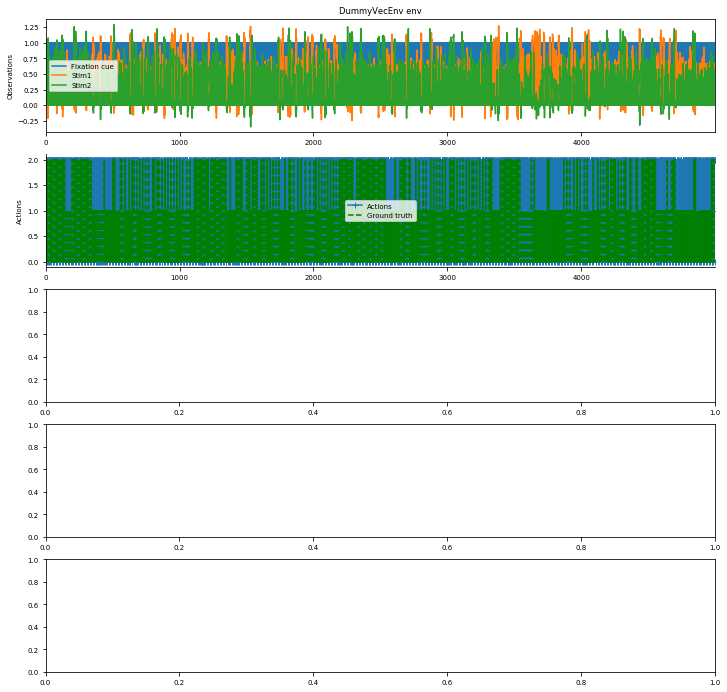 DummyVecEnv env
Observations
1.25
1.00
0.75
0.50
0.25
0.00
−0.25
Fixation cue
Stim1
Stim2
0 1000 2000 3000 4000
Actions
2.0
1.5
1.0
0.5
0.0
Actions
Ground truth
0 1000 2000 3000 4000
1.0
0.8
0.6
0.4
0.2
0.0
0.0 0.2 0.4 0.6 0.8 1.0
1.0
0.8
0.6
0.4
0.2
0.0
0.0 0.2 0.4 0.6 0.8 1.0
1.0
0.8
0.6
0.4
0.2
0.0
0.0 0.2 0.4 0.6 0.8 1.0